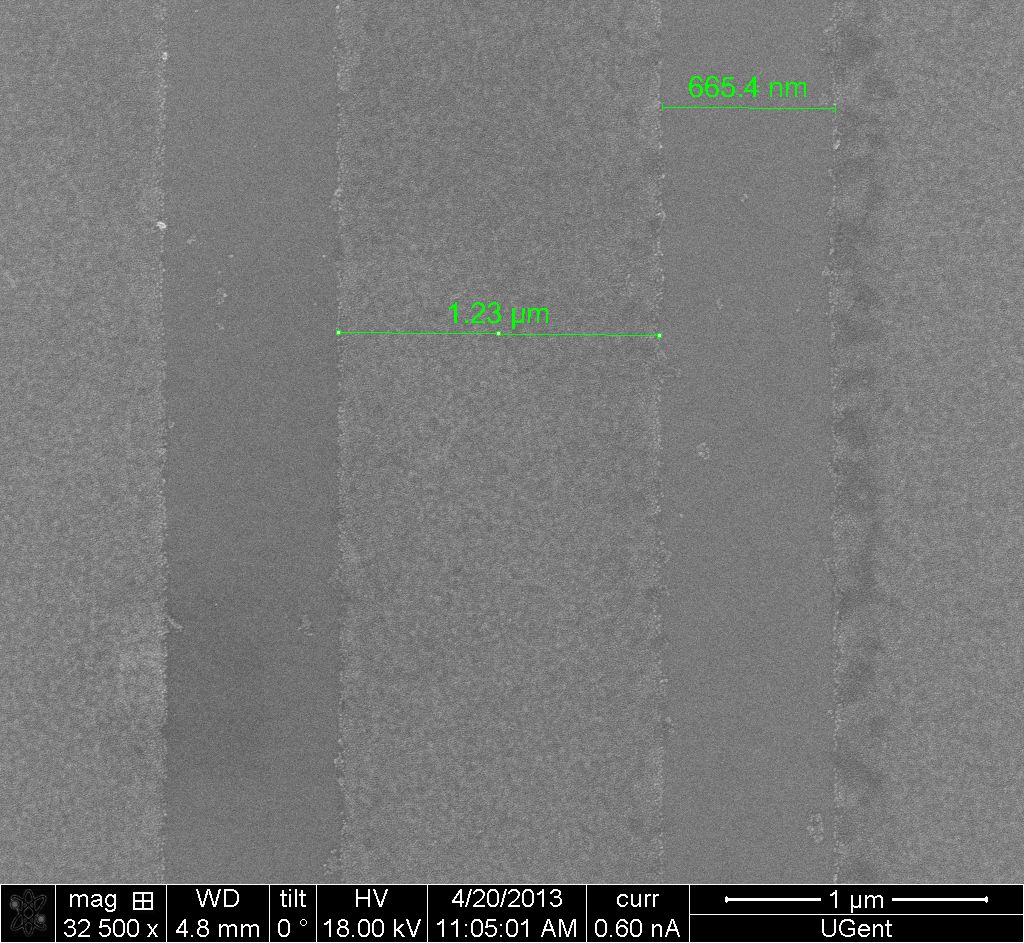 665.4 nm
1.23 µm
mag WD tilt HV 4/20/2013 curr 1 µm
32 500 x 4.8 mm 0 ° 18.00 kV 11:05:01 AM 0.60 nA UGent